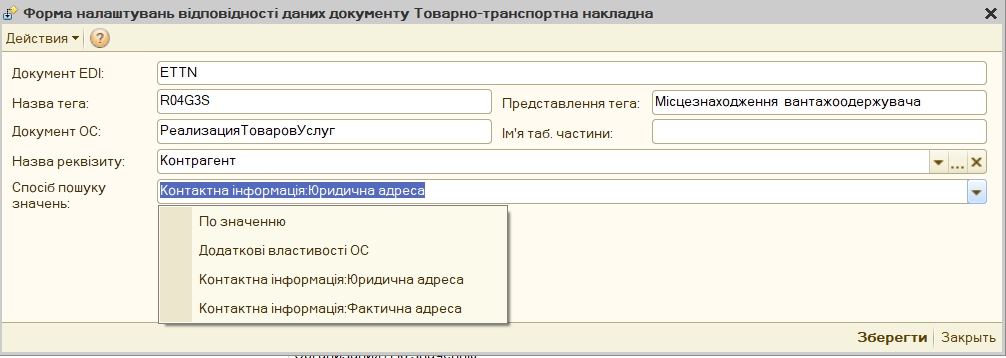 Форма налаштувань відповідності даних документу Товарно-транспортна накладна
Действия
Документ EDI: ETTN
Назва тега: R04G3S Представлення тега: Місцезнаходження вантажоодержувача
Документ ОС: РеализацияТоваровУслуг Ім'я таб. частини:
Назва реквізиту: Контрагент
Спосіб пошуку значень: Контактна інформація:Юридична адреса
По значенню
Додаткові властивості ОС
Контактна інформація:Юридична адреса
Контактна інформація:Фактична адреса
Зберегти Закрыть